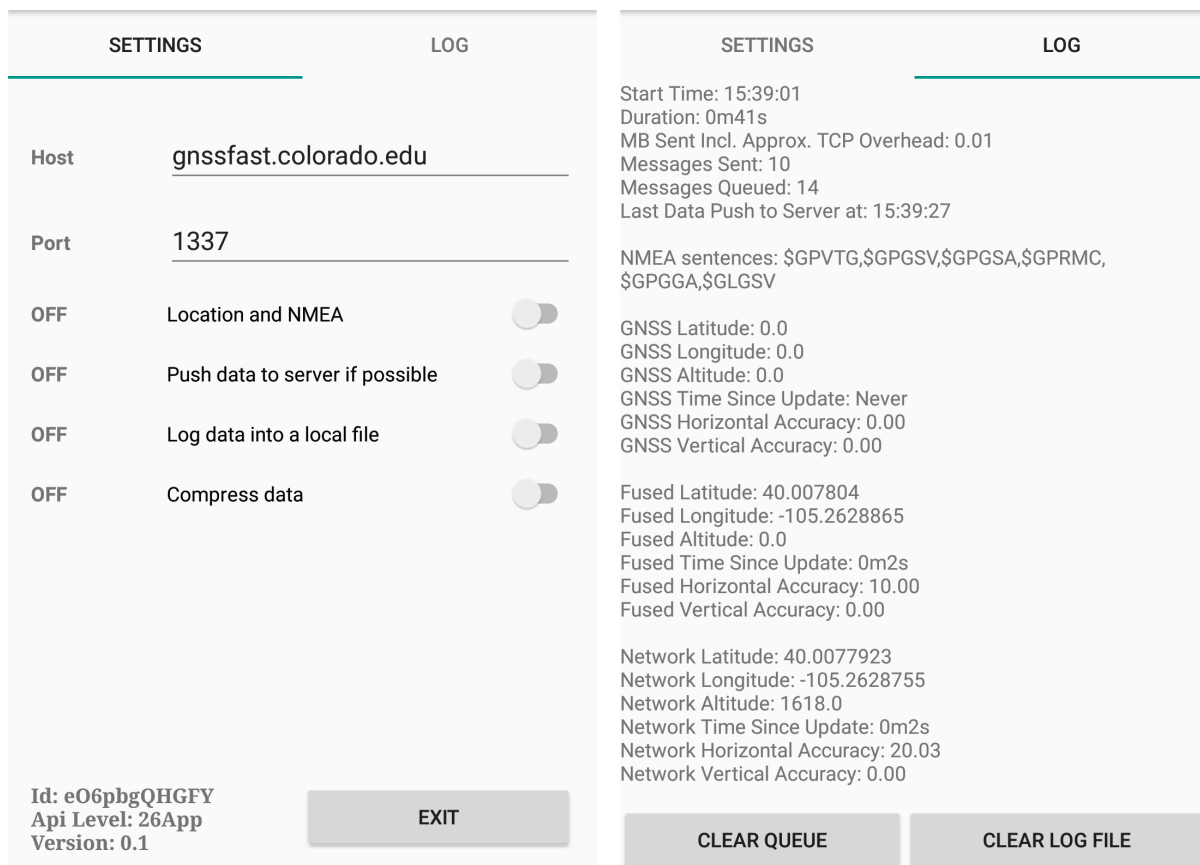 SETTINGS LOG
Host gnssfast.colorado.edu
Port 1337
OFF Location and NMEA
OFF Push data to server if possible
OFF Log data into a local file
OFF Compress data
Id: eO6pbgQHGFY
Api Level: 26App
Version: 0.1
EXIT
SETTINGS LOG
Start Time: 15:39:01
Duration: 0m41s
MB Sent Incl. Approx. TCP Overhead: 0.01
Messages Sent: 10
Messages Queued: 14
Last Data Push to Server at: 15:39:27
NMEA sentences: $GPVTG,$GPGSV,$GPGSA,$GPRMC,
$GPGGA,$GLGSV
GNSS Latitude: 0.0
GNSS Longitude: 0.0
GNSS Altitude: 0.0
GNSS Time Since Update: Never
GNSS Horizontal Accuracy: 0.00
GNSS Vertical Accuracy: 0.00
Fused Latitude: 40.007804
Fused Longitude: -105.2628865
Fused Altitude: 0.0
Fused Time Since Update: 0m2s
Fused Horizontal Accuracy: 10.00
Fused Vertical Accuracy: 0.00
Network Latitude: 40.0077923
Network Longitude: -105.2628755
Network Altitude: 1618.0
Network Time Since Update: 0m2s
Network Horizontal Accuracy: 20.03
Network Vertical Accuracy: 0.00
CLEAR QUEUE CLEAR LOG FILE